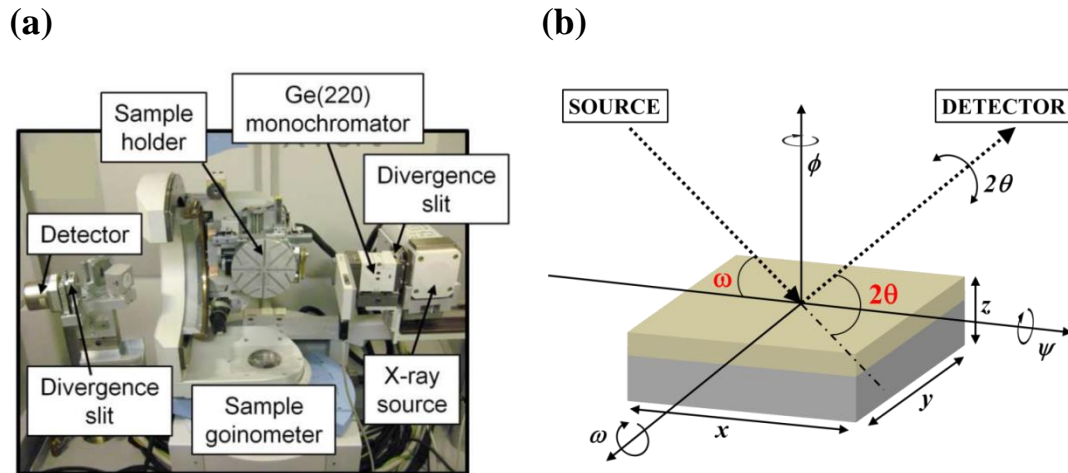 (a)
Ge(220)
monochromator
Sample
holder
Divergence
slit
Detector
Divergence
slit
Sample
goinometer
X-ray
source
(b)
SOURCE
DETECTOR
ϕ
2θ
ω
2θ
z
ψ
y
x
ω